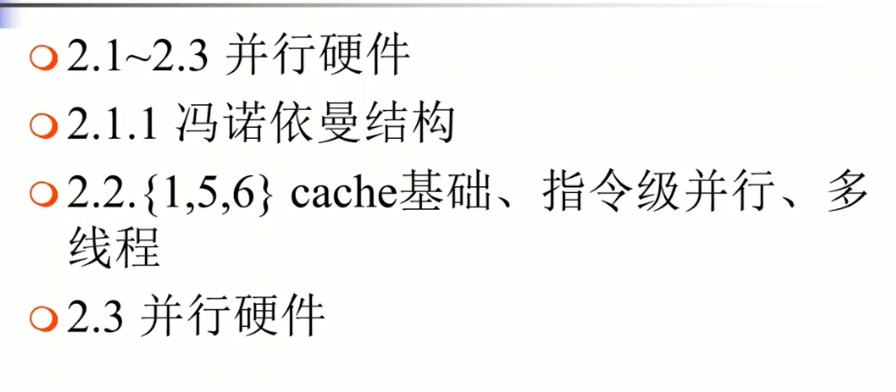 2.1~2.3 并行硬件
2.1.1 冯诺依曼结构
2.2.{1,5,6} cache基础、指令级并行、多
线程
2.3 并行硬件